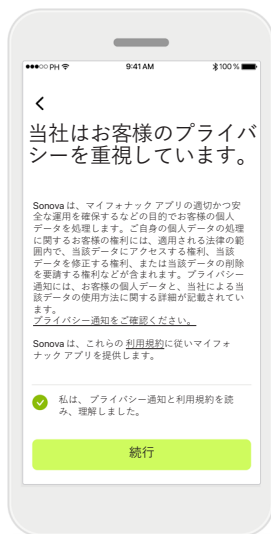 ●●●○○ PH 9:41 AM 100 %
当社はお客様のプライバ
シーを重視しています。
Sonova は、マイフォナック アプリの適切かつ安
全な運用を確保するなどの目的でお客様の個人
データを処理します。ご自身の個人データの処理
に関するお客様の権利には、適用される法律の範
囲内で、当該データにアクセスする権利、当該
データを修正する権利、または当該データの削除
を要請する権利などが含まれます。プライバシー
通知には、お客様の個人データと、当社による当
該データの使用方法に関する詳細が記載されてい
ます。
プライバシー通知をご確認ください。
Sonova は、これらの 利用規約に従いマイフォ
ナック アプリを提供します。
私は、 プライバシー通知と利用規約を読
み、理解しました。
続行